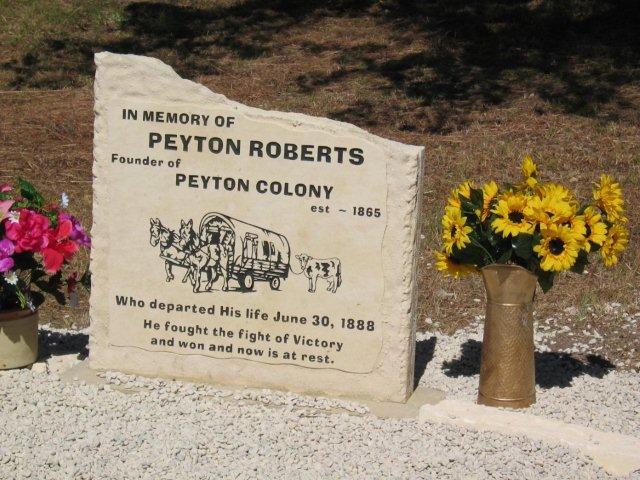 IN MEMORY OF
PEYTON ROBERTS
Founder of
PEYTON COLONY
est ~ 1865
Who departed His life June 30, 1888
He fought the fight of Victory
and won and now is at rest.